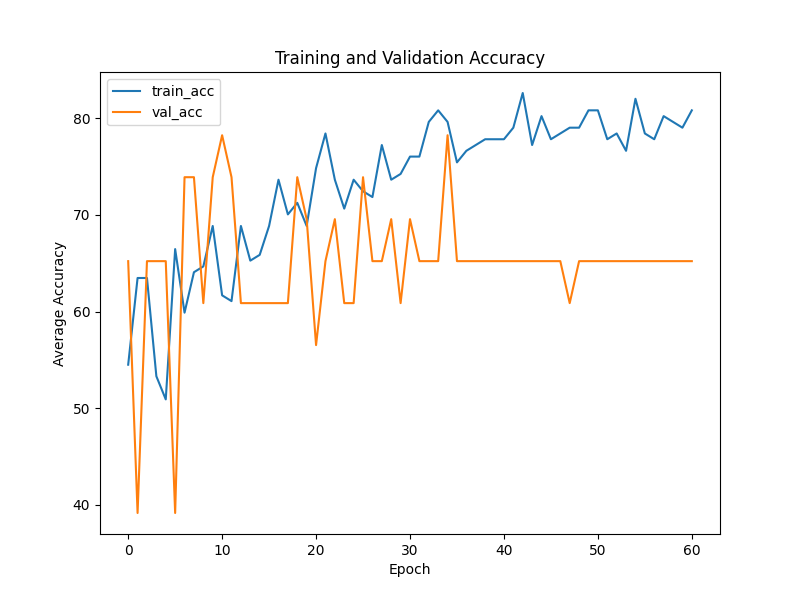 Training and Validation Accuracy
train_acc
val_acc
Average Accuracy
80
70
60
50
40
0 10 20 30 40 50 60
Epoch